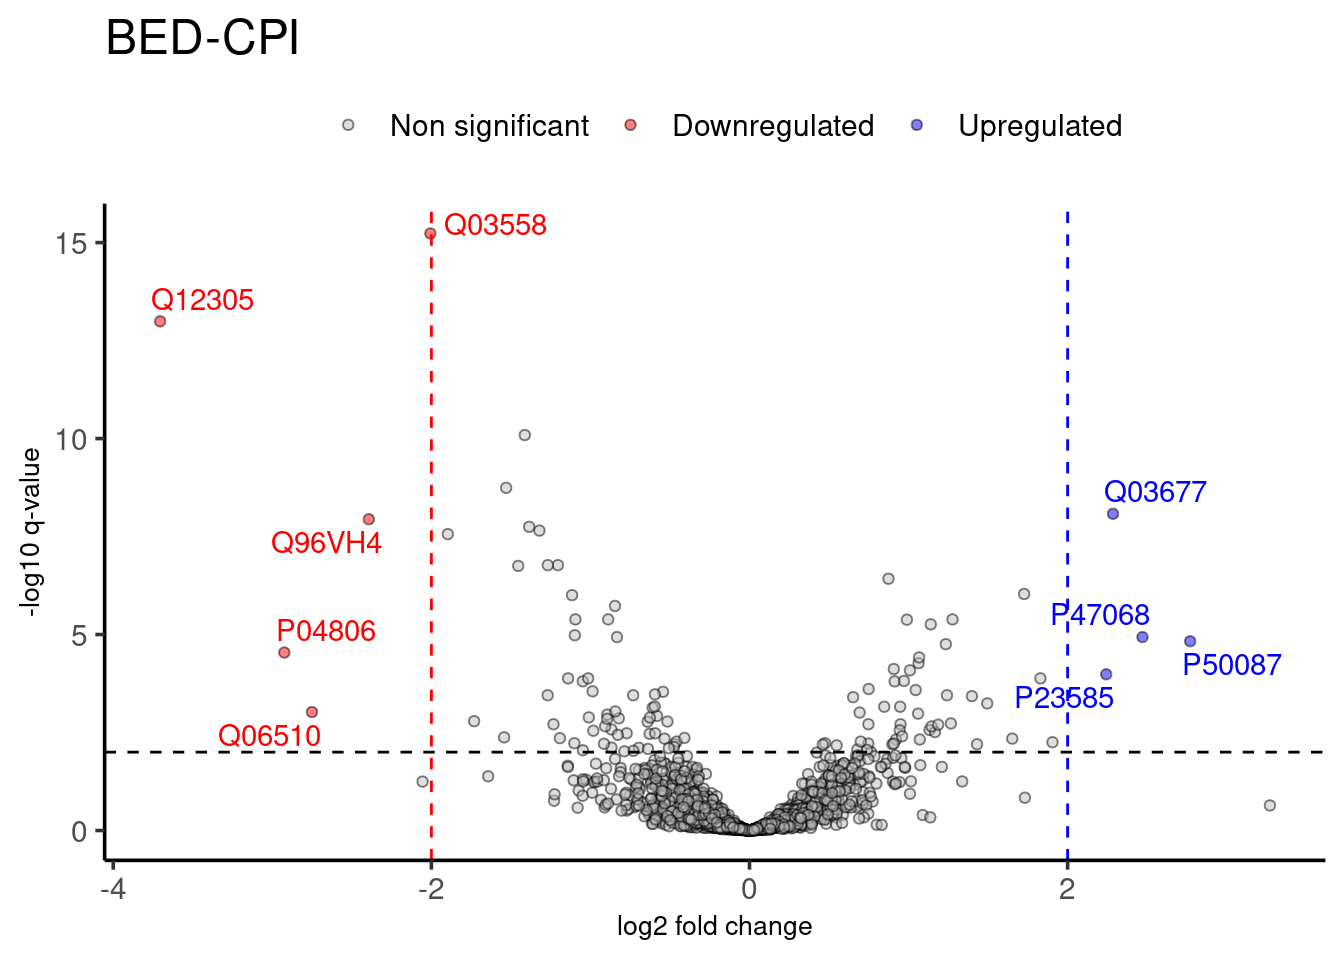 BED-CPI
Non significant Downregulated Upregulated
Q03558
15
Q12305
10
Q03677
Q96VH4
-log10 q-value
P47068
P04806
5
P50087
P23585
Q06510
0
-4 -2 0 2
log2 fold change